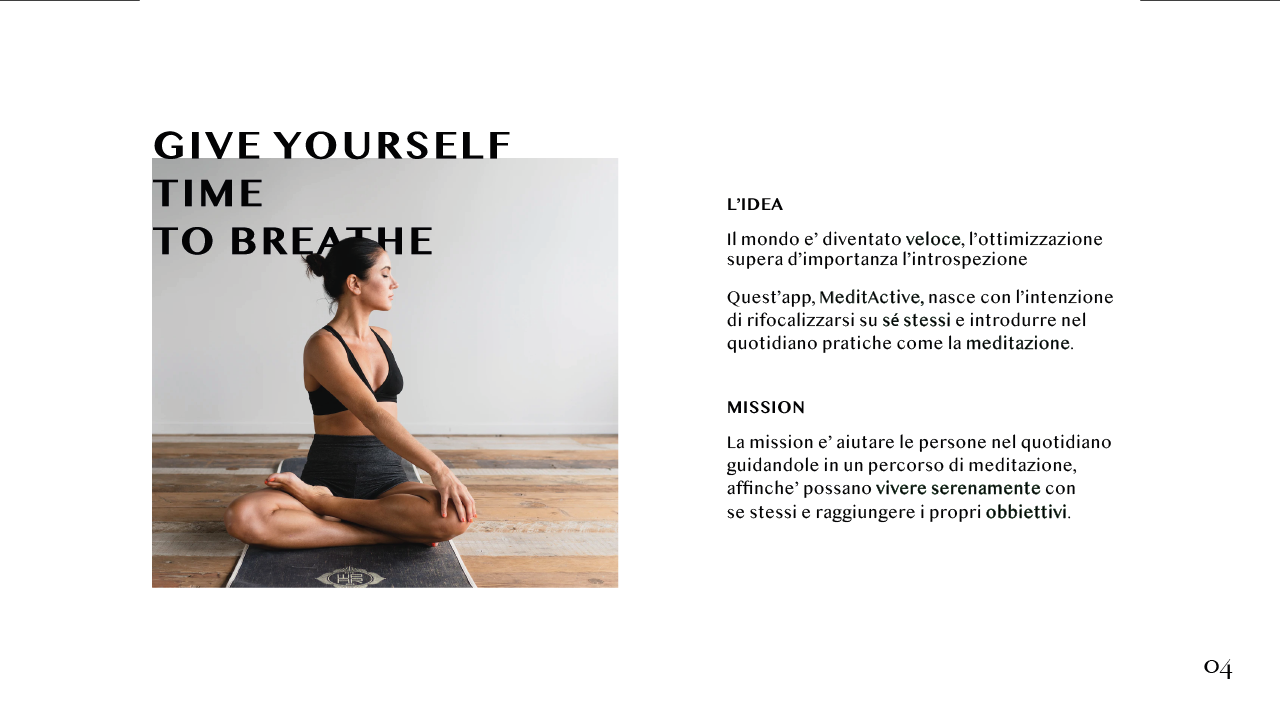 GIVE YOURSELF
TIME
TO BREATHE
L’IDEA
Il mondo e’ diventato veloce, l’ottimizzazione
supera d’importanza l’introspezione
Quest’app, MeditActive, nasce con l’intenzione
di rifocalizzarsi su sé stessi e introdurre nel
quotidiano pratiche come la meditazione.
MISSION
La mission e’ aiutare le persone nel quotidiano
guidandole in un percorso di meditazione,
affinche’ possano vivere serenamente con
se stessi e raggiungere i propri obbiettivi.
04